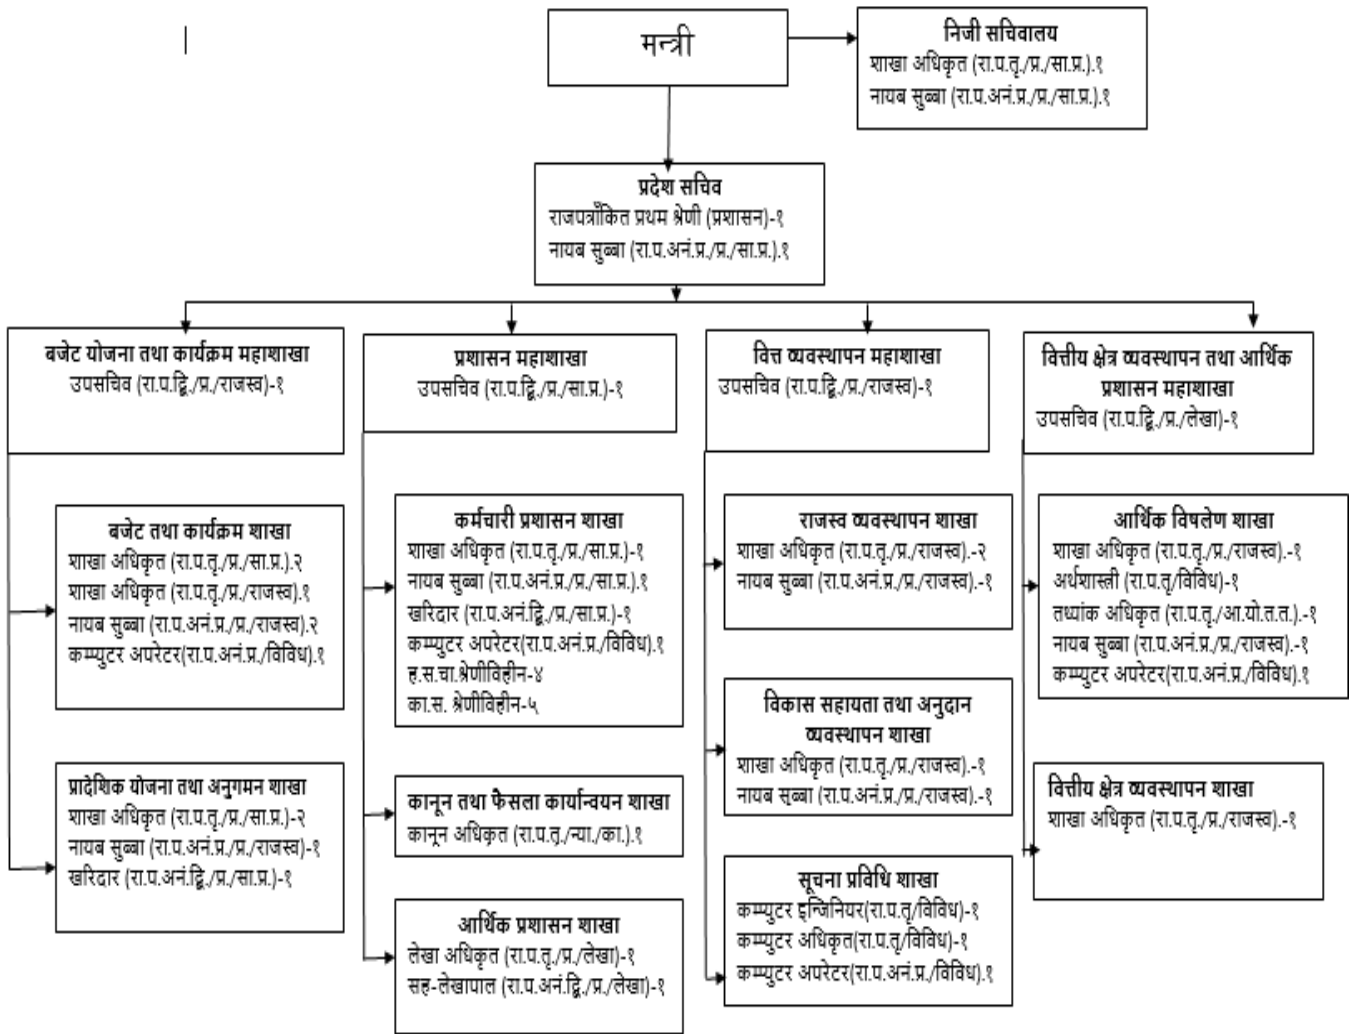 मन्त्री
निजी सचिवालय
शाखा अधिकृत (रा.प.तृ./प्र./सा.प्र.).१
नायब सुब्बा (रा.प.अनं.प्र./प्र./सा.प्र.).१
प्रदेश सचिव
राजपत्राँकित प्रथम श्रेणी (प्रशासन)-१
नायब सुब्बा (रा.प.अनं.प्र./प्र./सा.प्र.).१
बजेट योजना तथा कार्यक्रम महाशाखा
उपसचिव (रा.प.द्वि./प्र./राजस्व)-१
बजेट तथा कार्यक्रम शाखा
शाखा अधिकृत (रा.प.तृ./प्र./सा.प्र.).२
शाखा अधिकृत (रा.प.तृ./प्र./राजस्व).१
नायब सुब्बा (रा.प.अनं.प्र./प्र./राजस्व).२
कम्प्युटर अपरेटर(रा.प.अनं.प्र./विविध).१
प्रादेशिक योजना तथा अनुगमन शाखा
शाखा अधिकृत (रा.प.तृ./प्र./सा.प्र.)-२
नायब सुब्बा (रा.प.अनं.प्र./प्र./राजस्व)-१
खरिदार (रा.प.अनं.द्वि./प्र./सा.प्र.)-१
प्रशासन महाशाखा
उपसचिव (रा.प.द्वि./प्र./सा.प्र.)-१
कर्मचारी प्रशासन शाखा
शाखा अधिकृत (रा.प.तृ./प्र./सा.प्र.)-१
नायब सुब्बा (रा.प.अनं.प्र./प्र./सा.प्र.).१
खरिदार (रा.प.अनं.द्वि./प्र./सा.प्र.)-१
कम्प्युटर अपरेटर(रा.प.अनं.प्र./विविध).१
ह.स.चा.श्रेणीविहीन-४
का.स. श्रेणीविहीन-५
कानून तथा फैसला कार्यान्वयन शाखा
कानून अधिकृत (रा.प.तृ./न्या./का.).१
आर्थिक प्रशासन शाखा
लेखा अधिकृत (रा.प.तृ./प्र./लेखा)-१
सह-लेखापाल (रा.प.अनं.द्वि./प्र./लेखा)-१
वित्त व्यवस्थापन महाशाखा
उपसचिव (रा.प.द्वि./प्र./राजस्व)-१
राजस्व व्यवस्थापन शाखा
शाखा अधिकृत (रा.प.तृ./प्र./राजस्व).-२
नायब सुब्बा (रा.प.अनं.प्र./प्र./राजस्व).-१
विकास सहायता तथा अनुदान
व्यवस्थापन शाखा
शाखा अधिकृत (रा.प.तृ./प्र./राजस्व).-१
नायब सुब्बा (रा.प.अनं.प्र./प्र./राजस्व).-१
सूचना प्रविधि शाखा
कम्प्युटर इन्जिनियर(रा.प.तृ/विविध)-१
कम्प्युटर अधिकृत(रा.प.तृ/विविध)-१
कम्प्युटर अपरेटर(रा.प.अनं.प्र./विविध).१
वित्तीय क्षेत्र व्यवस्थापन तथा आर्थिक
प्रशासन महाशाखा
उपसचिव (रा.प.द्वि./प्र./लेखा)-१
आर्थिक विषलेण शाखा
शाखा अधिकृत (रा.प.तृ./प्र./राजस्व).-१
अर्थशास्त्री (रा.प.तृ/विविध)-१
तथ्यांक अधिकृत (रा.प.तृ./आ.यो.त.त.).-१
नायब सुब्बा (रा.प.अनं.प्र./प्र./राजस्व).-१
कम्प्युटर अपरेटर(रा.प.अनं.प्र./विविध).१
वित्तीय क्षेत्र व्यवस्थापन शाखा
शाखा अधिकृत (रा.प.तृ./प्र./राजस्व).-१